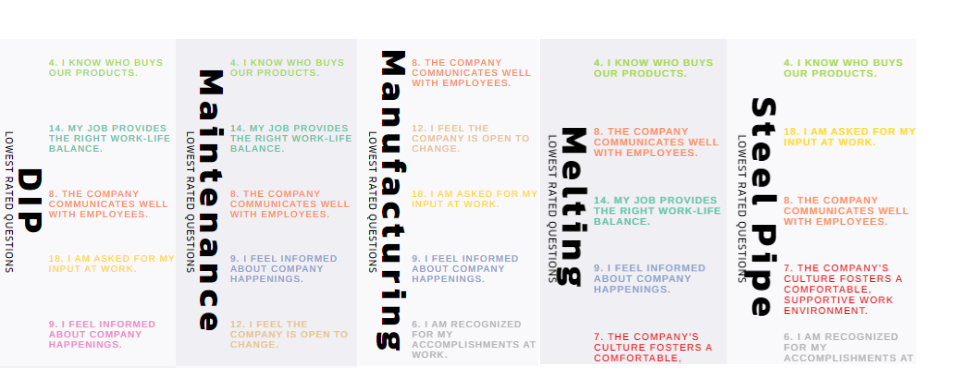 DIP
LOWEST RATED QUESTIONS
4. I KNOW WHO BUYS
OUR PRODUCTS.
14. MY JOB PROVIDES
THE RIGHT WORK-LIFE
BALANCE.
8. THE COMPANY
COMMUNICATES WELL
WITH EMPLOYEES.
18. I AM ASKED FOR MY
INPUT AT WORK.
9. I FEEL INFORMED
ABOUT COMPANY
HAPPENINGS.
Maintenance
LOWEST RATED QUESTIONS
4. I KNOW WHO BUYS
OUR PRODUCTS.
14. MY JOB PROVIDES
THE RIGHT WORK-LIFE
BALANCE.
8. THE COMPANY
COMMUNICATES WELL
WITH EMPLOYEES.
9. I FEEL INFORMED
ABOUT COMPANY
HAPPENINGS.
12. I FEEL THE
COMPANY IS OPEN TO
CHANGE.
Manufacturing
LOWEST RATED QUESTIONS
8. THE COMPANY
COMMUNICATES WELL
WITH EMPLOYEES.
12. I FEEL THE
COMPANY IS OPEN TO
CHANGE.
18. I AM ASKED FOR MY
INPUT AT WORK.
9. I FEEL INFORMED
ABOUT COMPANY
HAPPENINGS.
6. I AM RECOGNIZED
FOR MY
ACCOMPLISHMENTS AT
WORK.
Melting
LOWEST RATED QUESTIONS
4. I KNOW WHO BUYS
OUR PRODUCTS.
8. THE COMPANY
COMMUNICATES WELL
WITH EMPLOYEES.
14. MY JOB PROVIDES
THE RIGHT WORK-LIFE
BALANCE.
9. I FEEL INFORMED
ABOUT COMPANY
HAPPENINGS.
7. THE COMPANY'S
CULTURE FOSTERS A
COMFORTABLE,
Steel Pipe
LOWEST RATED QUESTIONS
4. I KNOW WHO BUYS
OUR PRODUCTS.
18. I AM ASKED FOR MY
INPUT AT WORK.
8. THE COMPANY
COMMUNICATES WELL
WITH EMPLOYEES.
7. THE COMPANY'S
CULTURE FOSTERS A
COMFORTABLE,
SUPPORTIVE WORK
ENVIRONMENT.
6. I AM RECOGNIZED
FOR MY
ACCOMPLISHMENTS AT